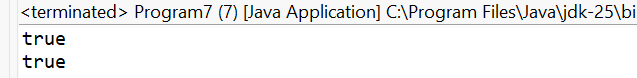 <terminated> Program7 (7) [Java Application] C:\Program Files\Java\jdk-25\bi
true
true